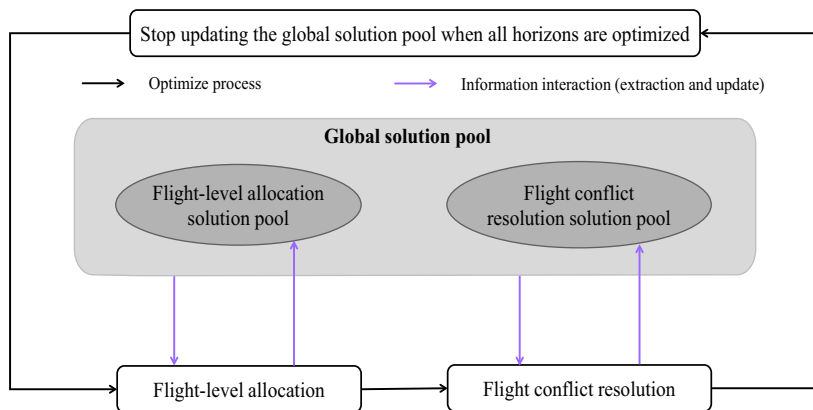 Stop updating the global solution pool when all horizons are optimized
Optimize process
Information interaction (extraction and update)
Global solution pool
Flight-level allocation
solution pool
Flight conflict
resolution solution pool
Flight-level allocation
Flight conflict resolution